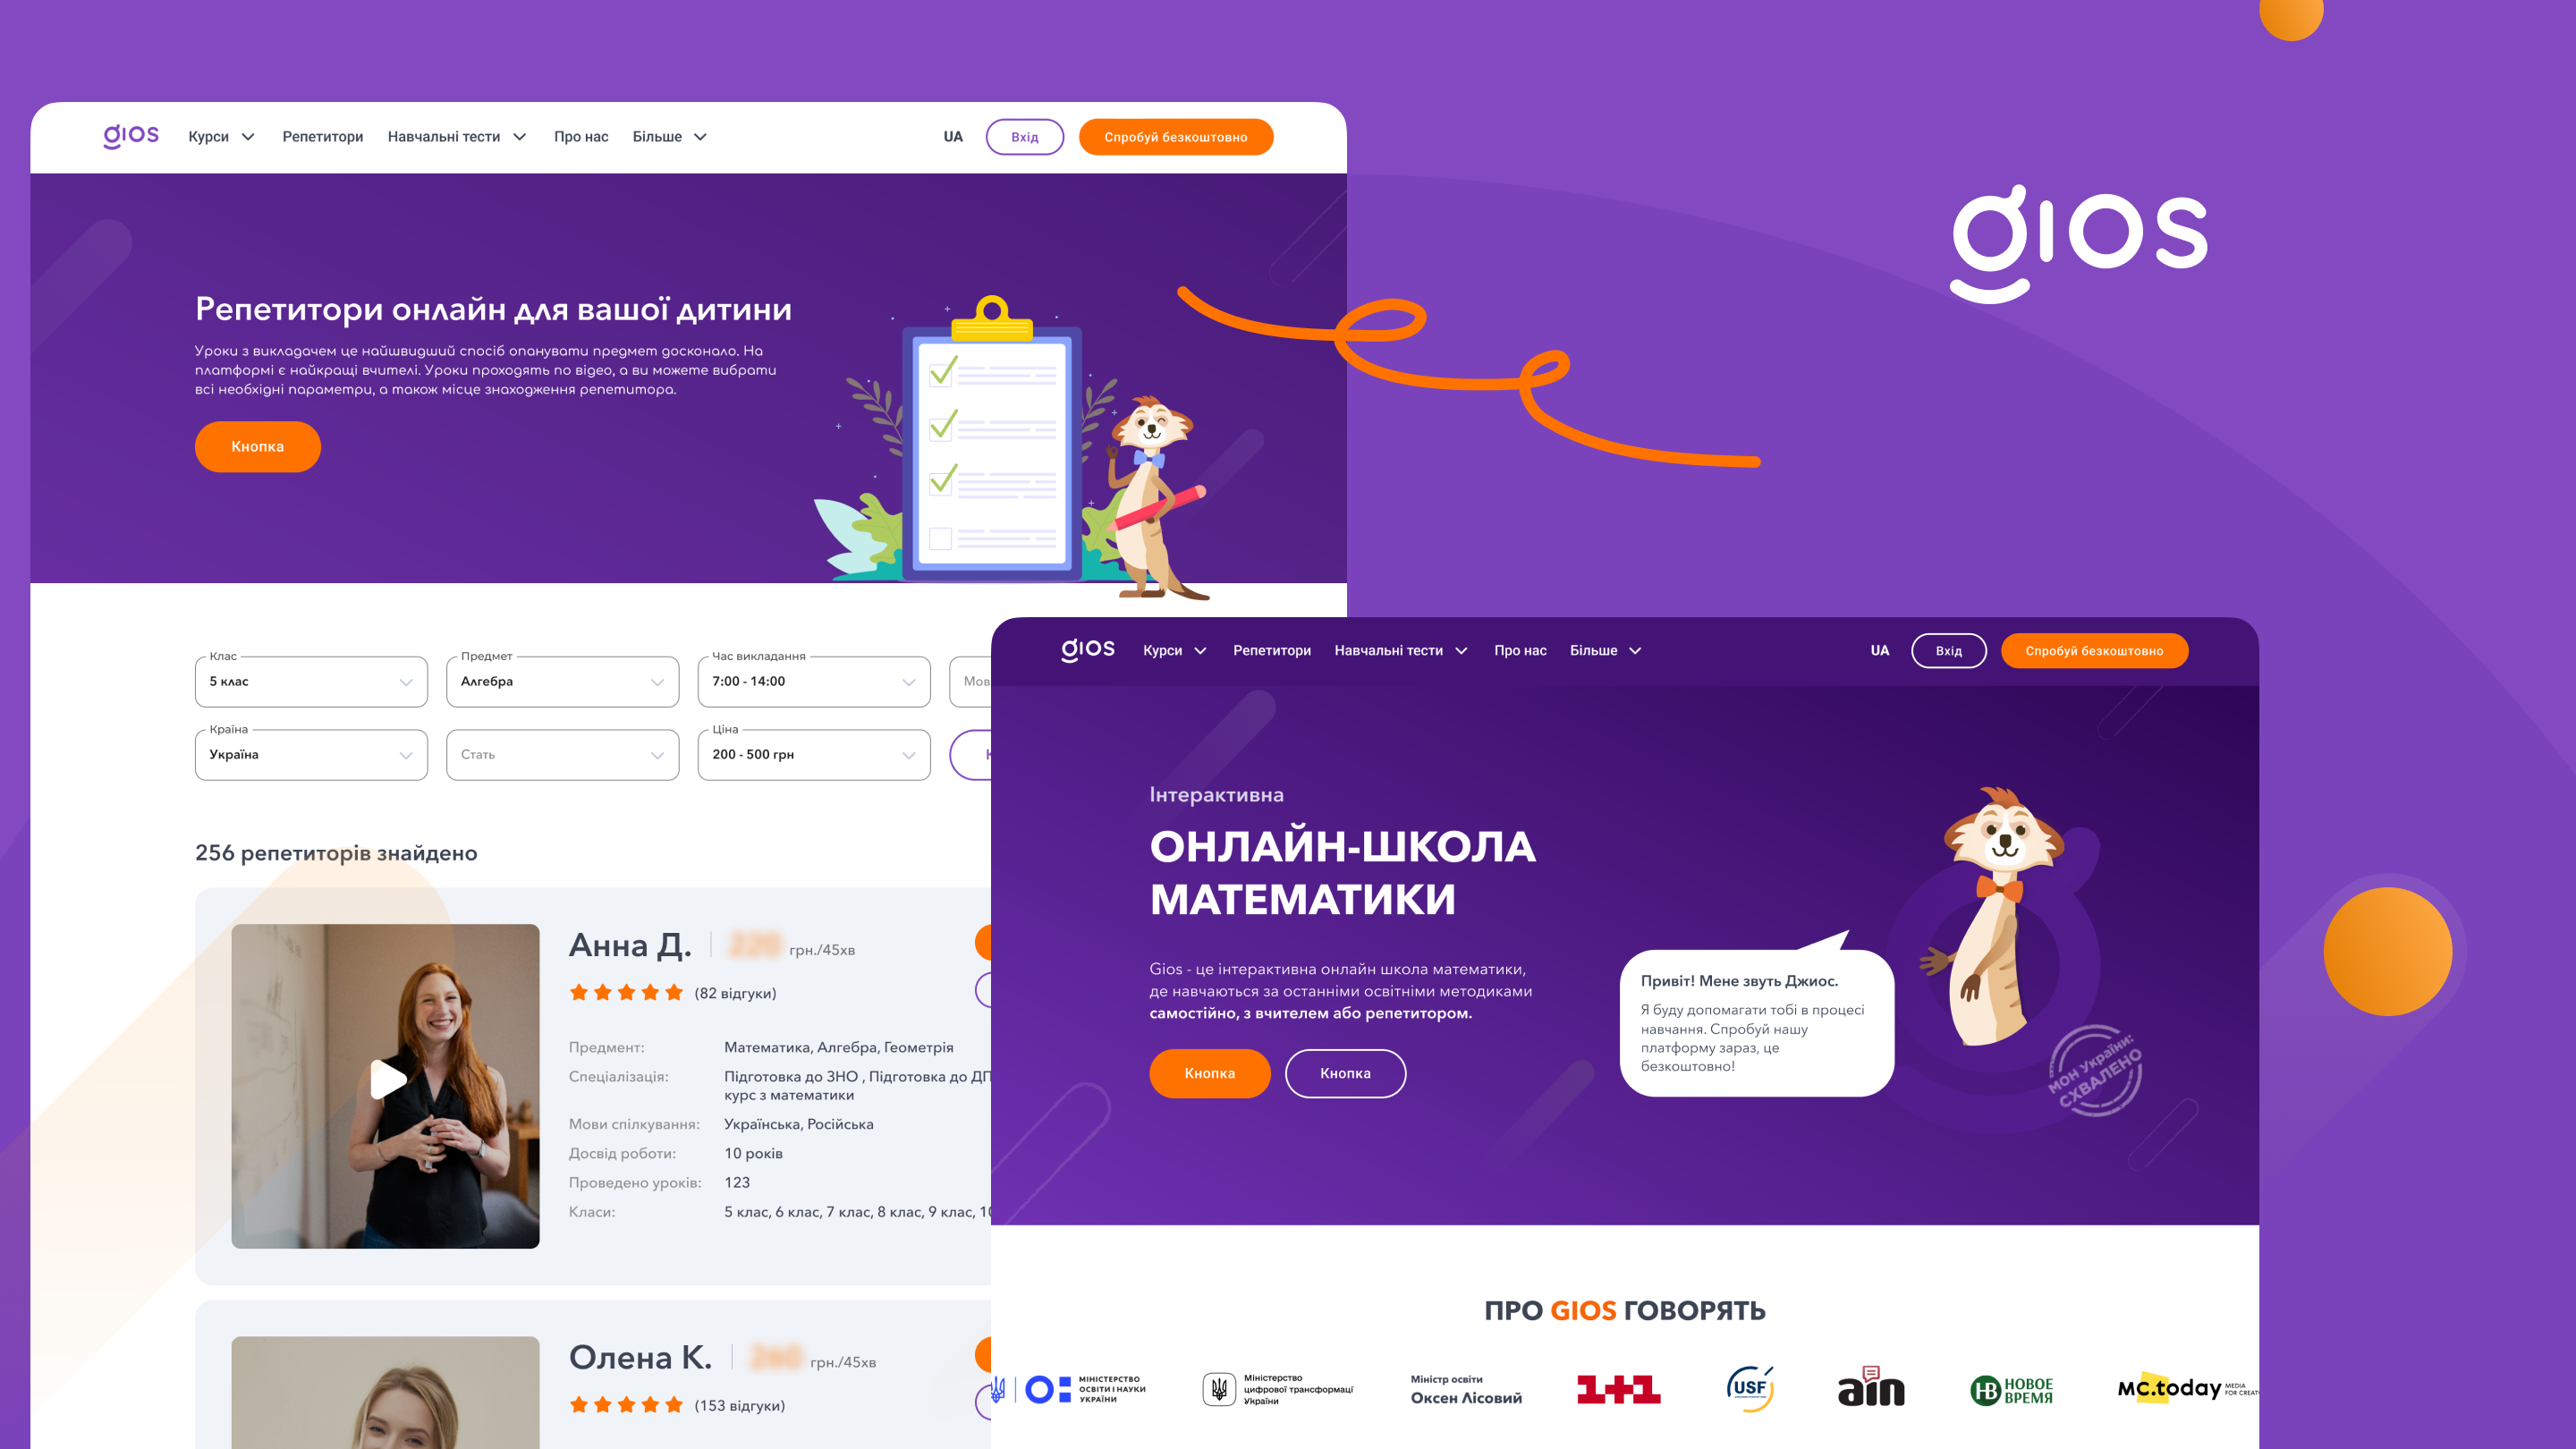 gios
Курси
Репетитори
Навчальні тести
Про нас
Більше
UA
Вхід
Спробуй безкоштовно
gios
Репетитори онлайн для вашої дитини
Уроки з викладачем це найшвидший спосіб опанувати предмет досконало. На
платформі є найкращі вчителі. Уроки проходять по відео, а ви можете вибрати
всі необхідні параметри, а також місце знаходження репетитора.
Кнопка
Клас
5 клас
Предмет
Алгебра
Час викладання
7:00 - 14:00
Мов
Країна
Україна
Стать
Ціна
200 - 500 грн
256 репетиторів знайдено
Анна Д.
220 грн./45хв
(82 відгуки)
Предмент: Математика, Алгебра, Геометрія
Спеціалізація: Підготовка до ЗНО , Підготовка до ДП
курс з математики
Мови спілкування: Українська, Російська
Досвід роботи: 10 років
Проведено уроків: 123
Класи: 5 клас, 6 клас, 7 клас, 8 клас, 9 клас, 10
Олена К.
260 грн./45хв
(153 відгуки)
gios
Курси
Репетитори
Навчальні тести
Про нас
Більше
UA
Вхід
Спробуй безкоштовно
Інтерактивна
ОНЛАЙН-ШКОЛА
МАТЕМАТИКИ
Gios - це інтерактивна онлайн школа математики,
де навчаються за останніми освітніми методиками
самостійно, з вчителем або репетитором.
Кнопка
Кнопка
Привіт! Мене звуть Джиос.
Я буду допомагати тобі в процесі
навчання. Спробуй нашу
платформу зараз, це
безкоштовно!
МОН України:
СХВАЛЕНО
ПРО GIOS ГОВОРЯТЬ
МІНІСТЕРСТВО
ОСВІТИ І НАУКИ
УКРАЇНИ
Міністерство
цифрової трансформації
України
Міністр освіти
Оксен Лісовий
1+1
USF
ain
НВ НОВОЕ
ВРЕМЯ
MC.today
MEDIA
FOR CREAT